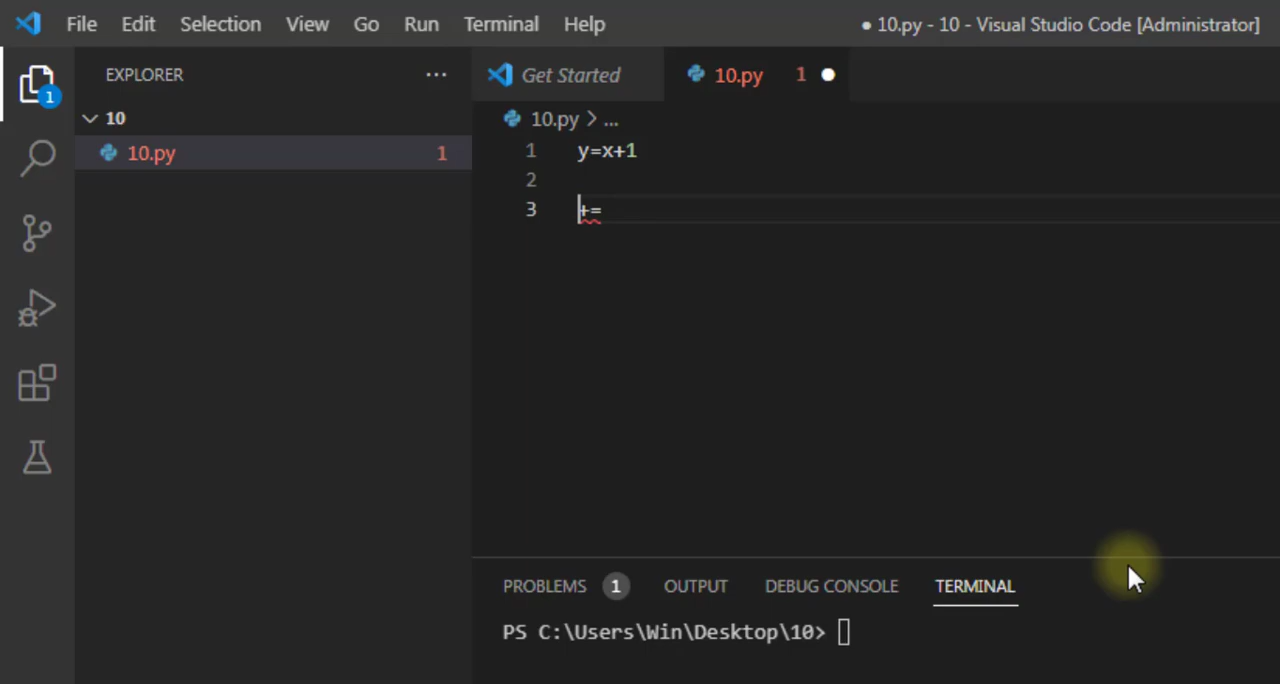 File Edit Selection View Go Run Terminal Help ● 10.py - 10 - Visual Studio Code [Administrator]
EXPLORER ...
Get Started 10.py 1
1
10
10.py > ...
10.py 1
1 y=x+1
2
3 +=
PROBLEMS 1 OUTPUT DEBUG CONSOLE TERMINAL
PS C:\Users\Win\Desktop\10>